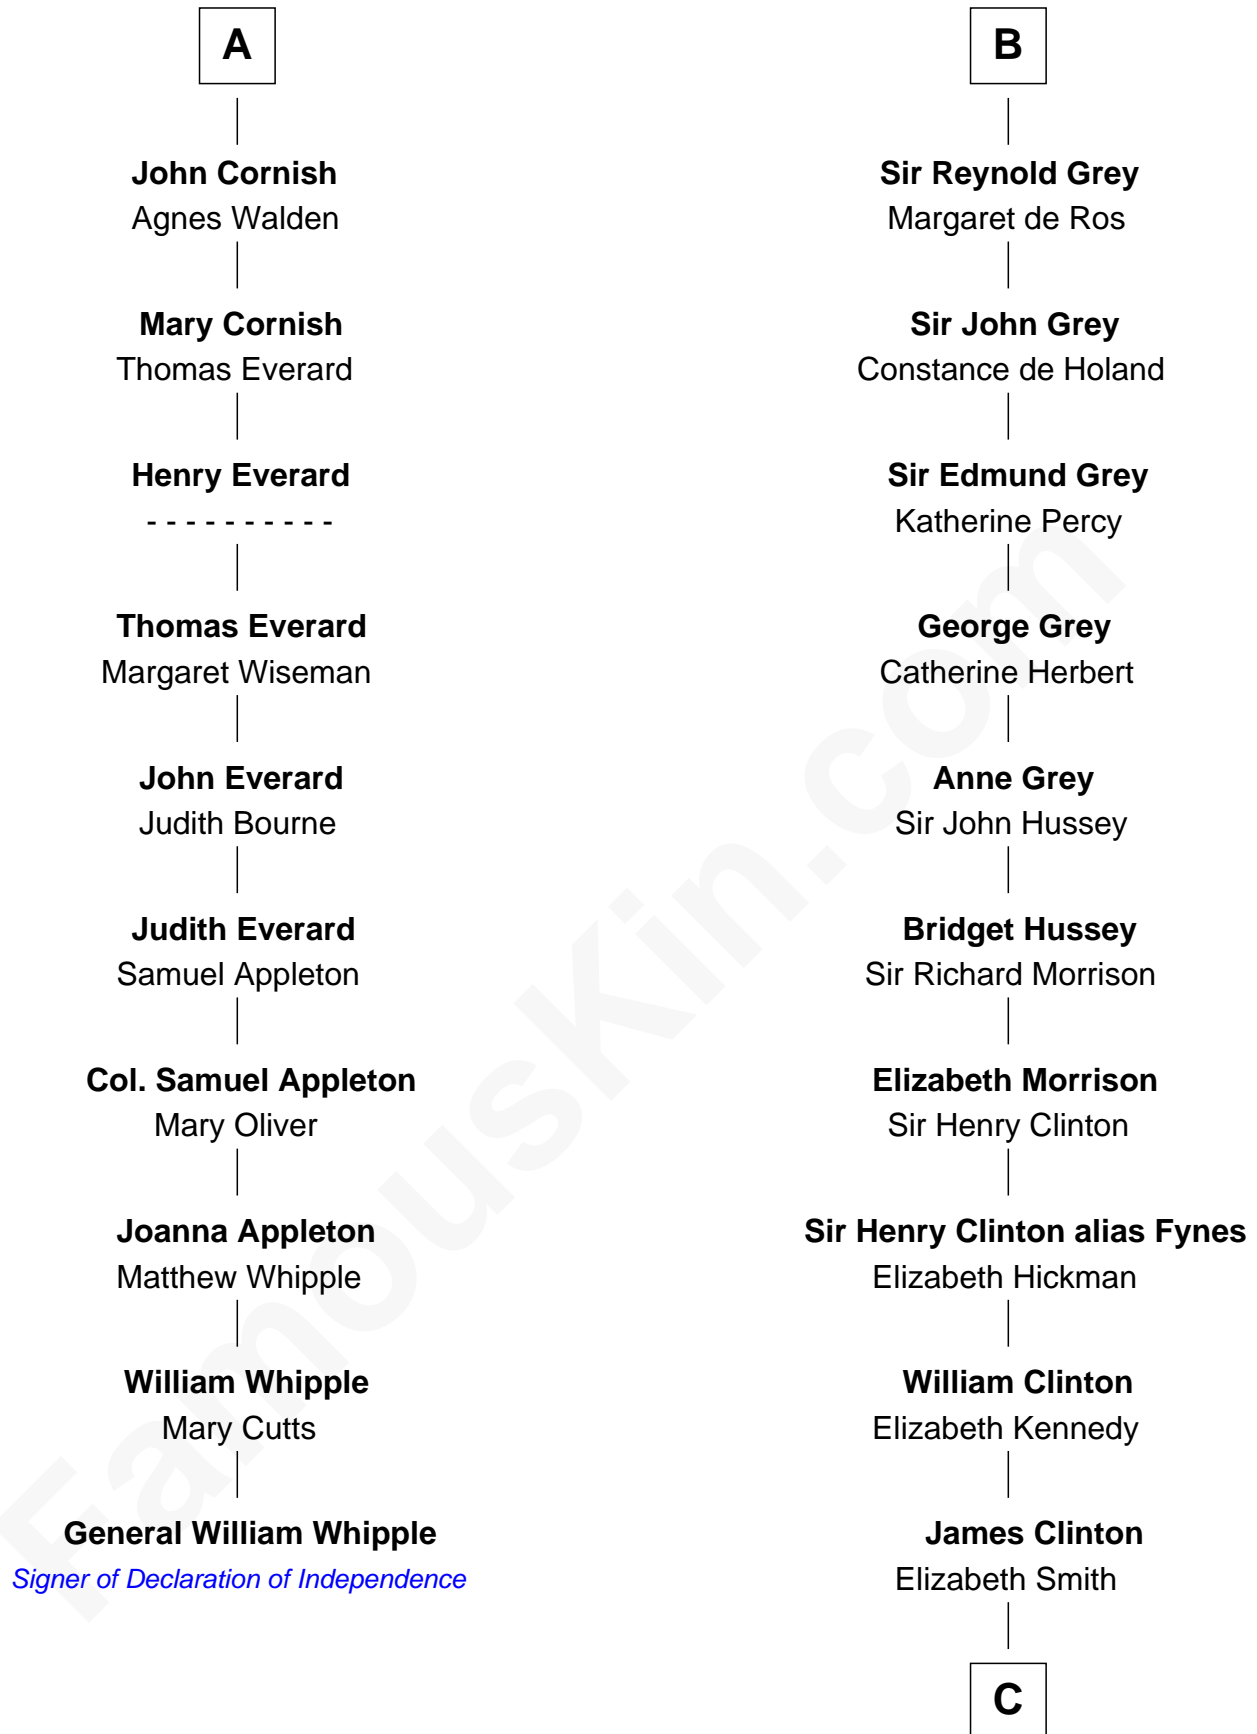 A
John Cornish
Agnes Walden
Mary Cornish
Thomas Everard
Henry Everard
- - - - - - - - - -
Thomas Everard
Margaret Wiseman
John Everard
Judith Bourne
Judith Everard
Samuel Appleton
Col. Samuel Appleton
Mary Oliver
Joanna Appleton
Matthew Whipple
William Whipple
Mary Cutts
General William Whipple
Signer of Declaration of Independence
B
Sir Reynold Grey
Margaret de Ros
Sir John Grey
Constance de Holand
Sir Edmund Grey
Katherine Percy
George Grey
Catherine Herbert
Anne Grey
Sir John Hussey
Bridget Hussey
Sir Richard Morrison
Elizabeth Morrison
Sir Henry Clinton
Sir Henry Clinton alias Fynes
Elizabeth Hickman
William Clinton
Elizabeth Kennedy
James Clinton
Elizabeth Smith
C
FamousKin.com